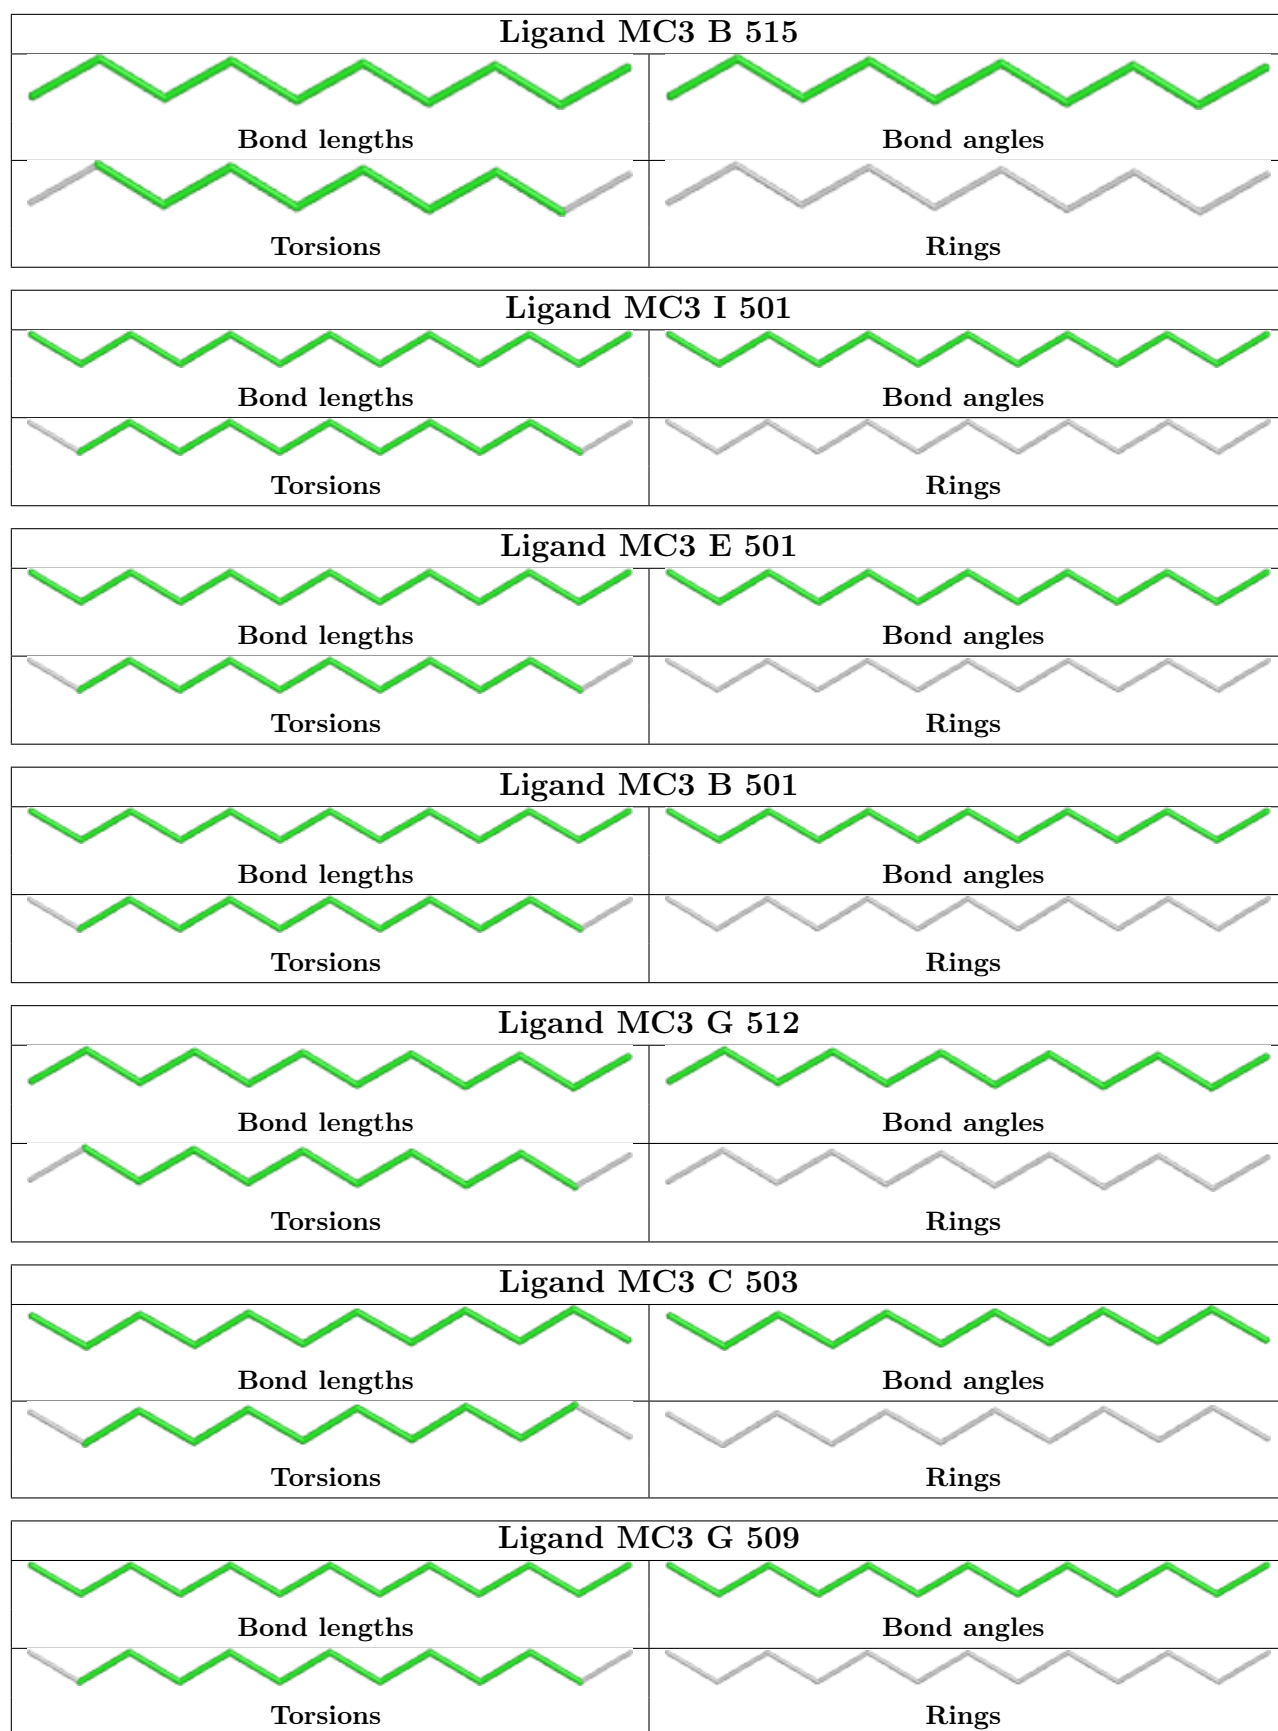 Ligand MC3 B 515
Bond lengths
Bond angles
Torsions
Rings
Ligand MC3 I 501
Bond lengths
Bond angles
Torsions
Rings
Ligand MC3 E 501
Bond lengths
Bond angles
Torsions
Rings
Ligand MC3 B 501
Bond lengths
Bond angles
Torsions
Rings
Ligand MC3 G 512
Bond lengths
Bond angles
Torsions
Rings
Ligand MC3 C 503
Bond lengths
Bond angles
Torsions
Rings
Ligand MC3 G 509
Bond lengths
Bond angles
Torsions
Rings